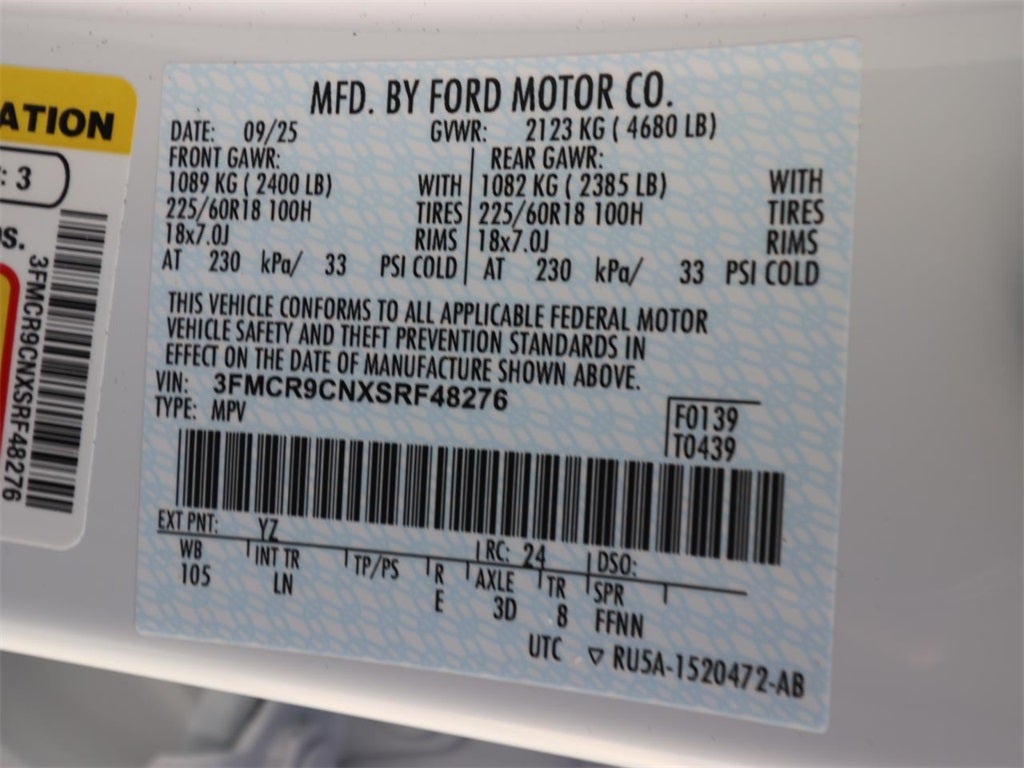 ATION
: 3
S.
3FMCR9CNXSRF48276
MFD. BY FORD MOTOR CO.
DATE: 09/25 GVWR: 2123 KG ( 4680 LB)
FRONT GAWR: REAR GAWR:
1089 KG ( 2400 LB) WITH 1082 KG ( 2385 LB) WITH
225/60R18 100H TIRES 225/60R18 100H TIRES
18x7.0J RIMS 18x7.0J RIMS
AT 230 kPa/ 33 PSI COLD AT 230 kPa/ 33 PSI COLD
THIS VEHICLE CONFORMS TO ALL APPLICABLE FEDERAL MOTOR
VEHICLE SAFETY AND THEFT PREVENTION STANDARDS IN
EFFECT ON THE DATE OF MANUFACTURE SHOWN ABOVE.
VIN: 3FMCR9CNXSRF48276
TYPE: MPV
F0139
T0439
EXT PNT: YZ RC: 24 DSO:
WB INT TR TP/PS R AXLE TR SPR
105 LN E 3D 8 FFNN
UTC ▽ RU5A-1520472-AB